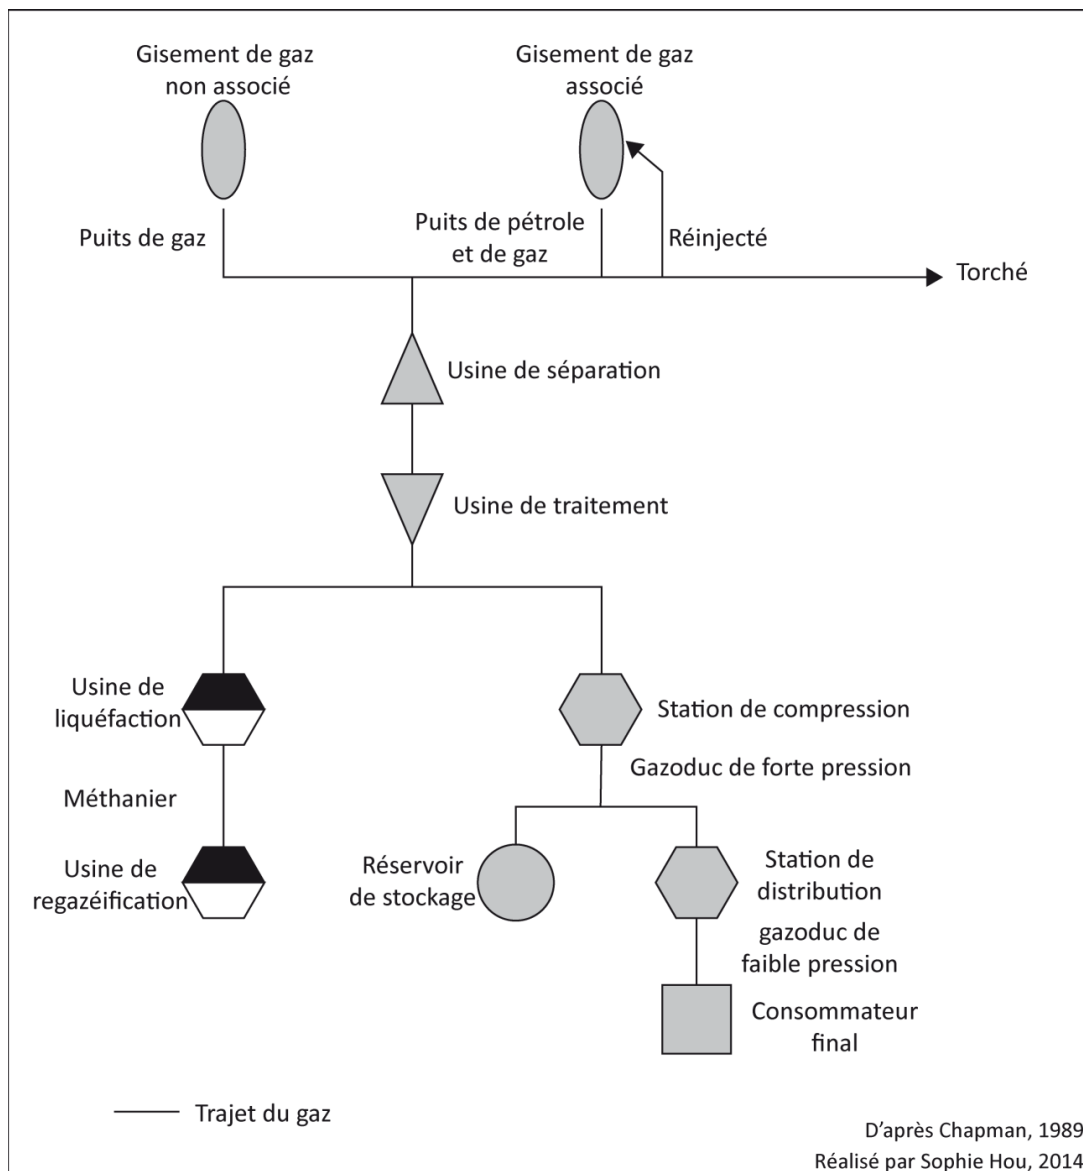 Gisement de gaz
non associé
Gisement de gaz
associé
Puits de gaz
Puits de pétrole
et de gaz
Réinjecté
Torché
Usine de séparation
Usine de traitement
Usine de
liquéfaction
Station de compression
Gazoduc de forte pression
Méthanier
Usine de
regazéification
Réservoir
de stockage
Station de
distribution
gazoduc de
faible pression
Consommateur
final
Trajet du gaz
D'après Chapman, 1989
Réalisé par Sophie Hou, 2014